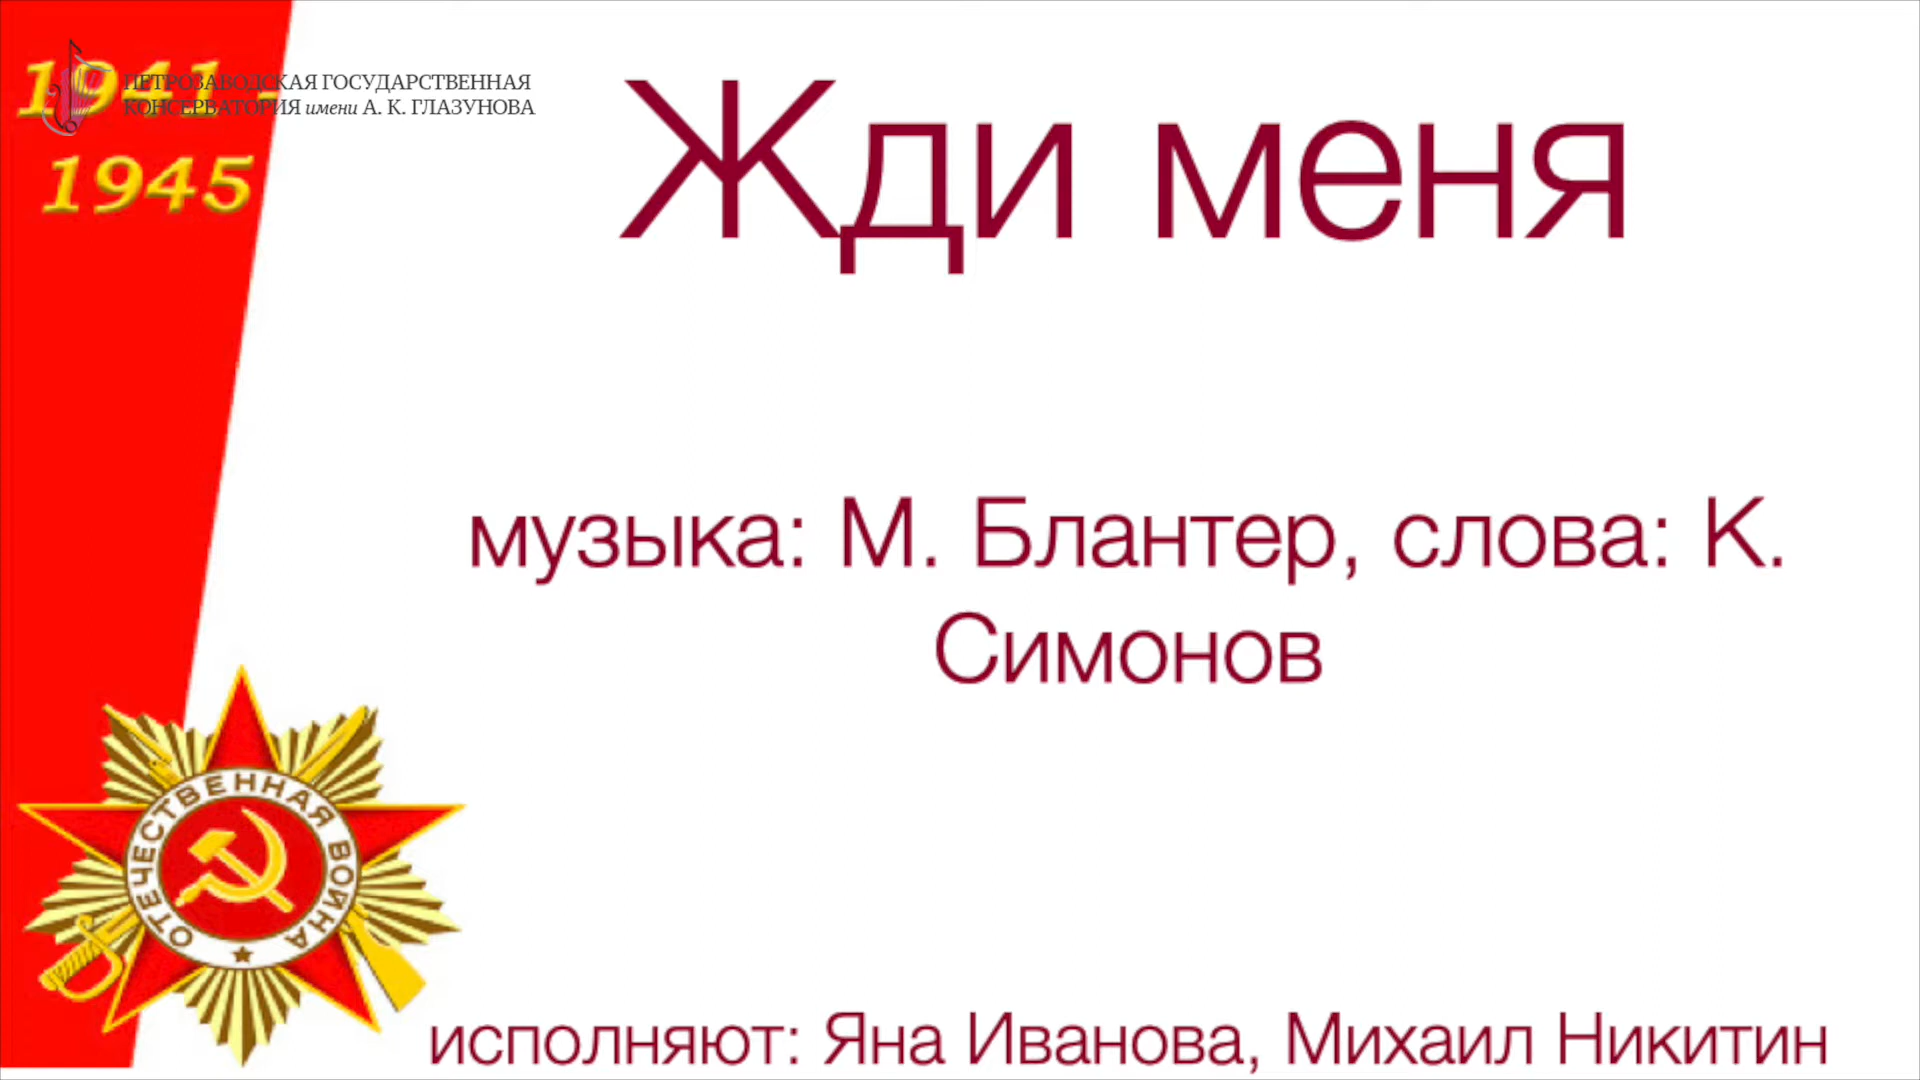 1941 -
1945
ПЕТРОЗАВОДСКАЯ ГОСУДАРСТВЕННАЯ
КОНСЕРВАТОРИЯ имени А. К. ГЛАЗУНОВА
Жди меня
музыка: М. Блантер, слова: К.
Симонов
ОТЕЧЕСТВЕННАЯ ВОЙНА
исполняют: Яна Иванова, Михаил Никитин